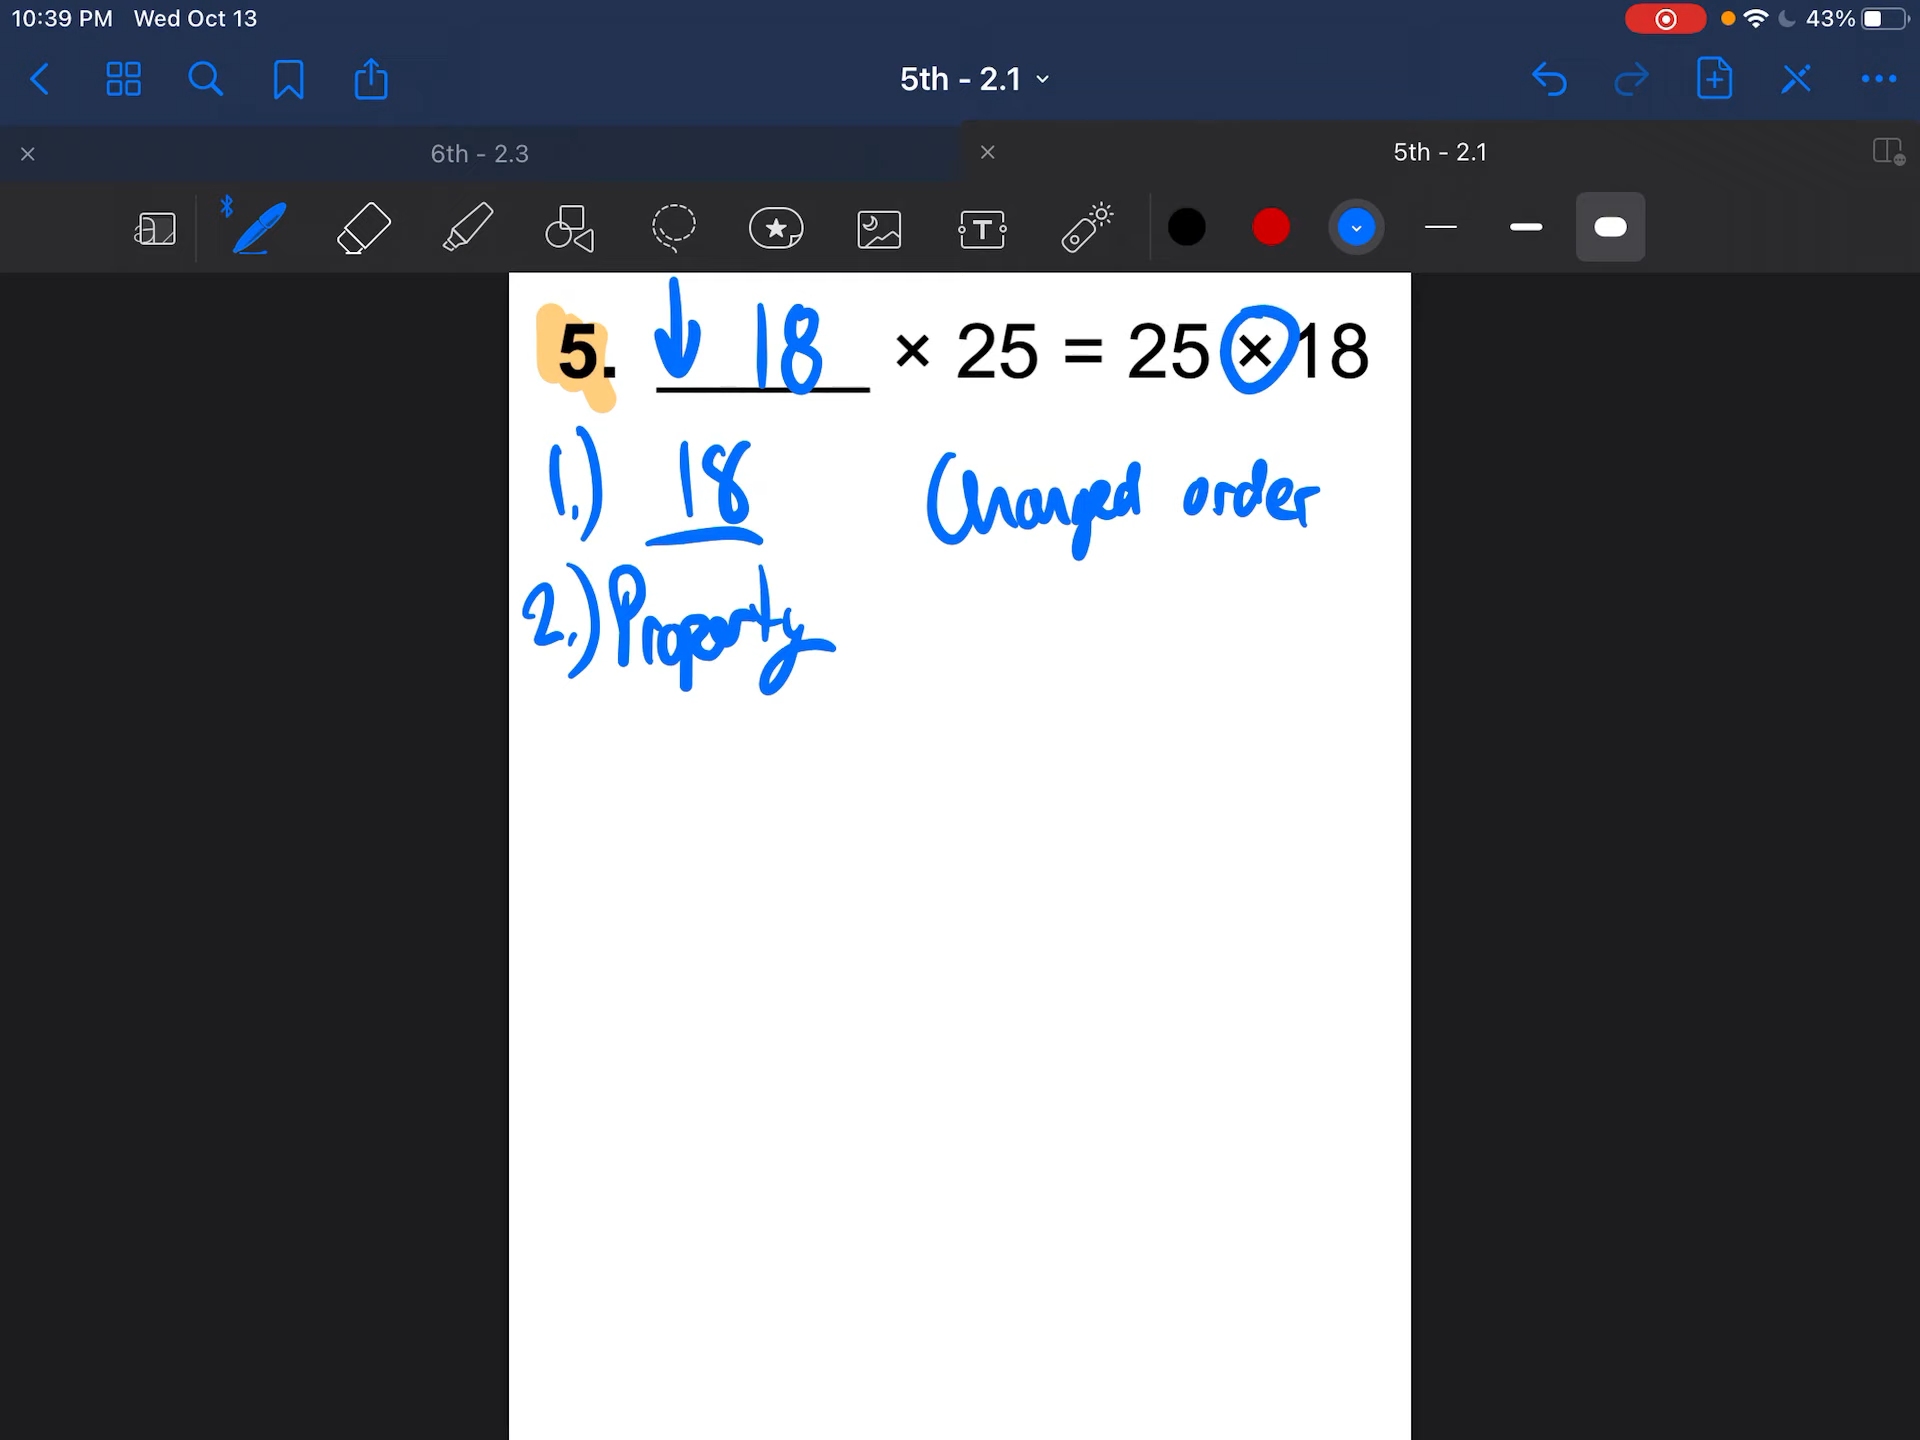 10:39 PM Wed Oct 13 43%
5th - 2.1
6th - 2.3 5th - 2.1
5. 18 × 25 = 25 × 18
1.) 18 Changed order
2.) Property